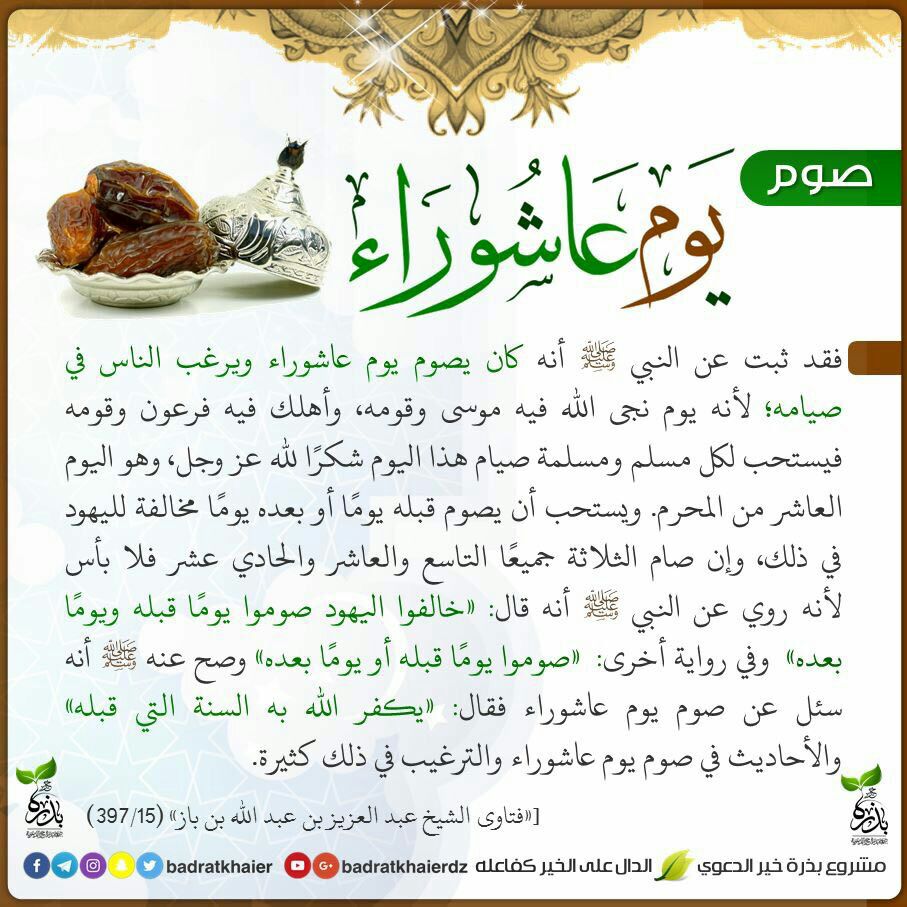 صوم
يَوم عَاشُورَاء
فقد ثبت عن النبي ﷺ أنه كان يصوم يوم عاشوراء ويرغب الناس في
صيامه؛ لأنه يوم نجى الله فيه موسى وقومه، وأهلك فيه فرعون وقومه
فيستحب لكل مسلم ومسلمة صيام هذا اليوم شكرًا لله عز وجل، وهو اليوم
العاشر من المحرم. ويستحب أن يصوم قبله يومًا أو بعده يومًا مخالفة لليهود
في ذلك، وإن صام الثلاثة جميعًا التاسع والعاشر والحادي عشر فلا بأس
لأنه روي عن النبي ﷺ أنه قال: «خالفوا اليهود صوموا يومًا قبله ويومًا
بعده» وفي رواية أخرى: «صوموا يومًا قبله أو يومًا بعده» وصح عنه ﷺ أنه
سئل عن صوم يوم عاشوراء فقال: «يكفر الله به السنة التي قبله»
والأحاديث في صوم يوم عاشوراء والترغيب في ذلك كثيرة.
[«فتاوى الشيخ عبد العزيز بن عبد الله بن باز» (397/15)
بذرة
بذرة
مشروع بذرة خير الدعوي الدال على الخير كفاعله badratkhaierdz badratkhaier